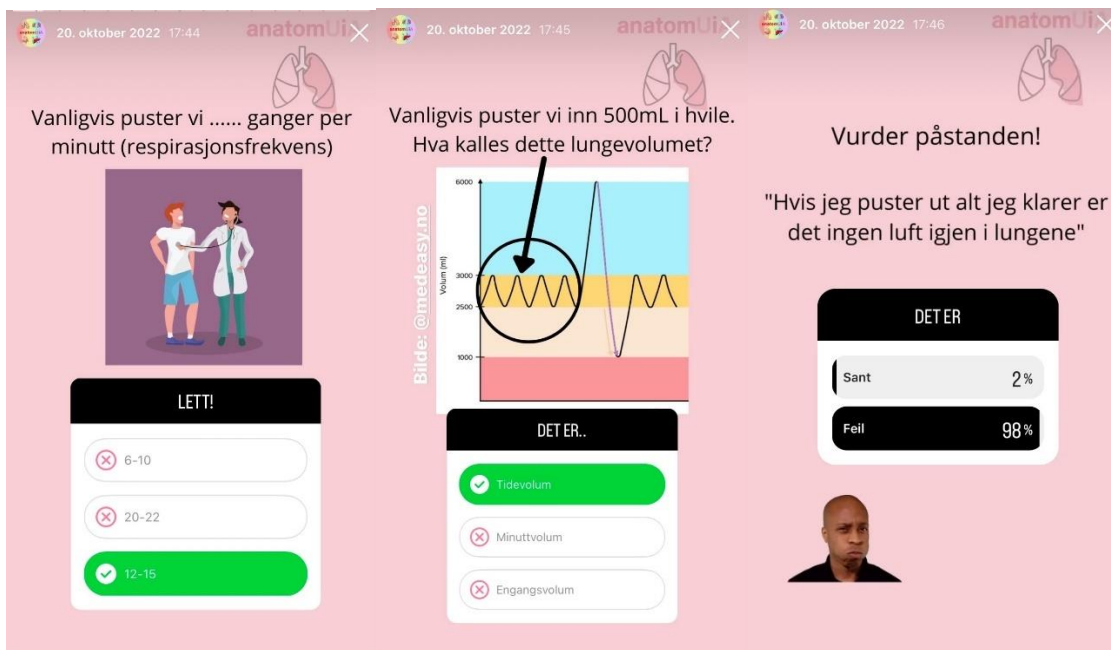 20. oktober 2022 17:44
anatomUi
Vanligvis puster vi ...... ganger per
minutt (respirasjonsfrekvens)
LETT!
6-10
20-22
12-15
20. oktober 2022 17:45
anatomUi
Vanligvis puster vi inn 500mL i hvile.
Hva kalles dette lungevolumet?
Bilde: @medeasy.no
Volum (ml)
6000
3000
2500
1000
DET ER..
Tidevolum
Minuttvolum
Engangsvolum
20. oktober 2022 17:46
anatomUi
Vurder påstanden!
"Hvis jeg puster ut alt jeg klarer er
det ingen luft igjen i lungene"
DET ER
Sant 2%
Feil 98%